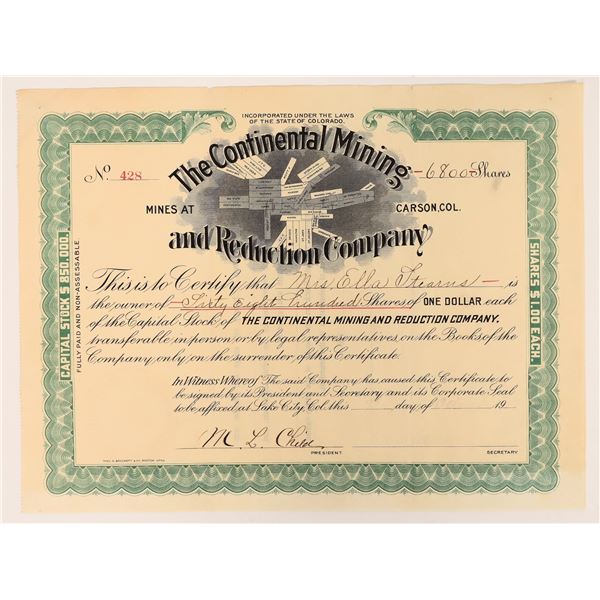 INCORPORATED UNDER THE LAWS
OF THE STATE OF COLORADO.
The Continental Mining
No. 428
-6800- Shares
MINES AT
CARSON, COL.
and Reduction Company
CAPITAL STOCK $ 850,000.
FULLY PAID AND NON-ASSESSABLE
SHARES $1.00 EACH.
This is to Certify that Mrs. Ella Stearns is
the owner of Sixty Eight hundred Shares of ONE DOLLAR each
of the Capital Stock of THE CONTINENTAL MINING AND REDUCTION COMPANY,
transferable in person or by legal representatives on the Books of the
Company only on the surrender of this Certificate.
In Witness Whereof The said Company has caused this Certificate to
be signed by its President and Secretary and its Corporate Seal
to be affixed at Lake City, Col. this day of 19
M. L. Childs
PRESIDENT
SECRETARY